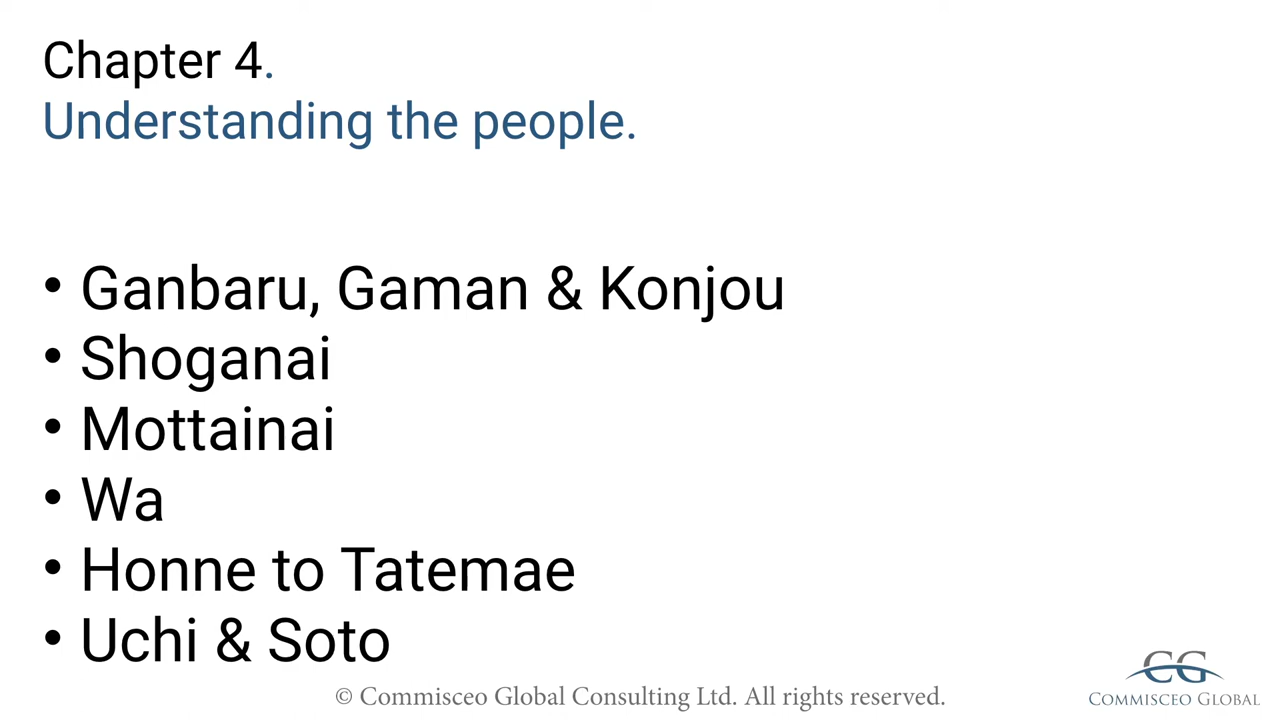 Chapter 4.
Understanding the people.
• Ganbaru, Gaman & Konjou
• Shoganai
• Mottainai
• Wa
• Honne to Tatemae
• Uchi & Soto
© Commisceo Global Consulting Ltd. All rights reserved.
CG
COMMISCEO GLOBAL